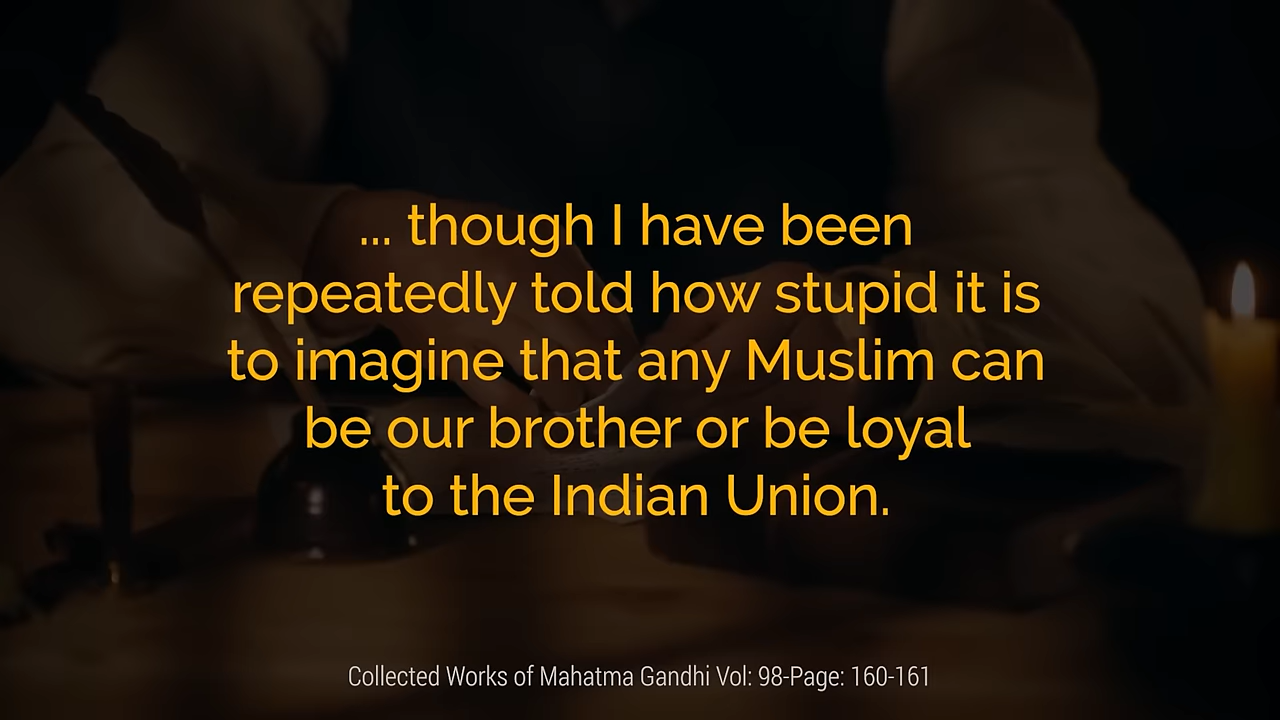 ... though I have been
repeatedly told how stupid it is
to imagine that any Muslim can
be our brother or be loyal
to the Indian Union.
Collected Works of Mahatma Gandhi Vol: 98-Page: 160-161